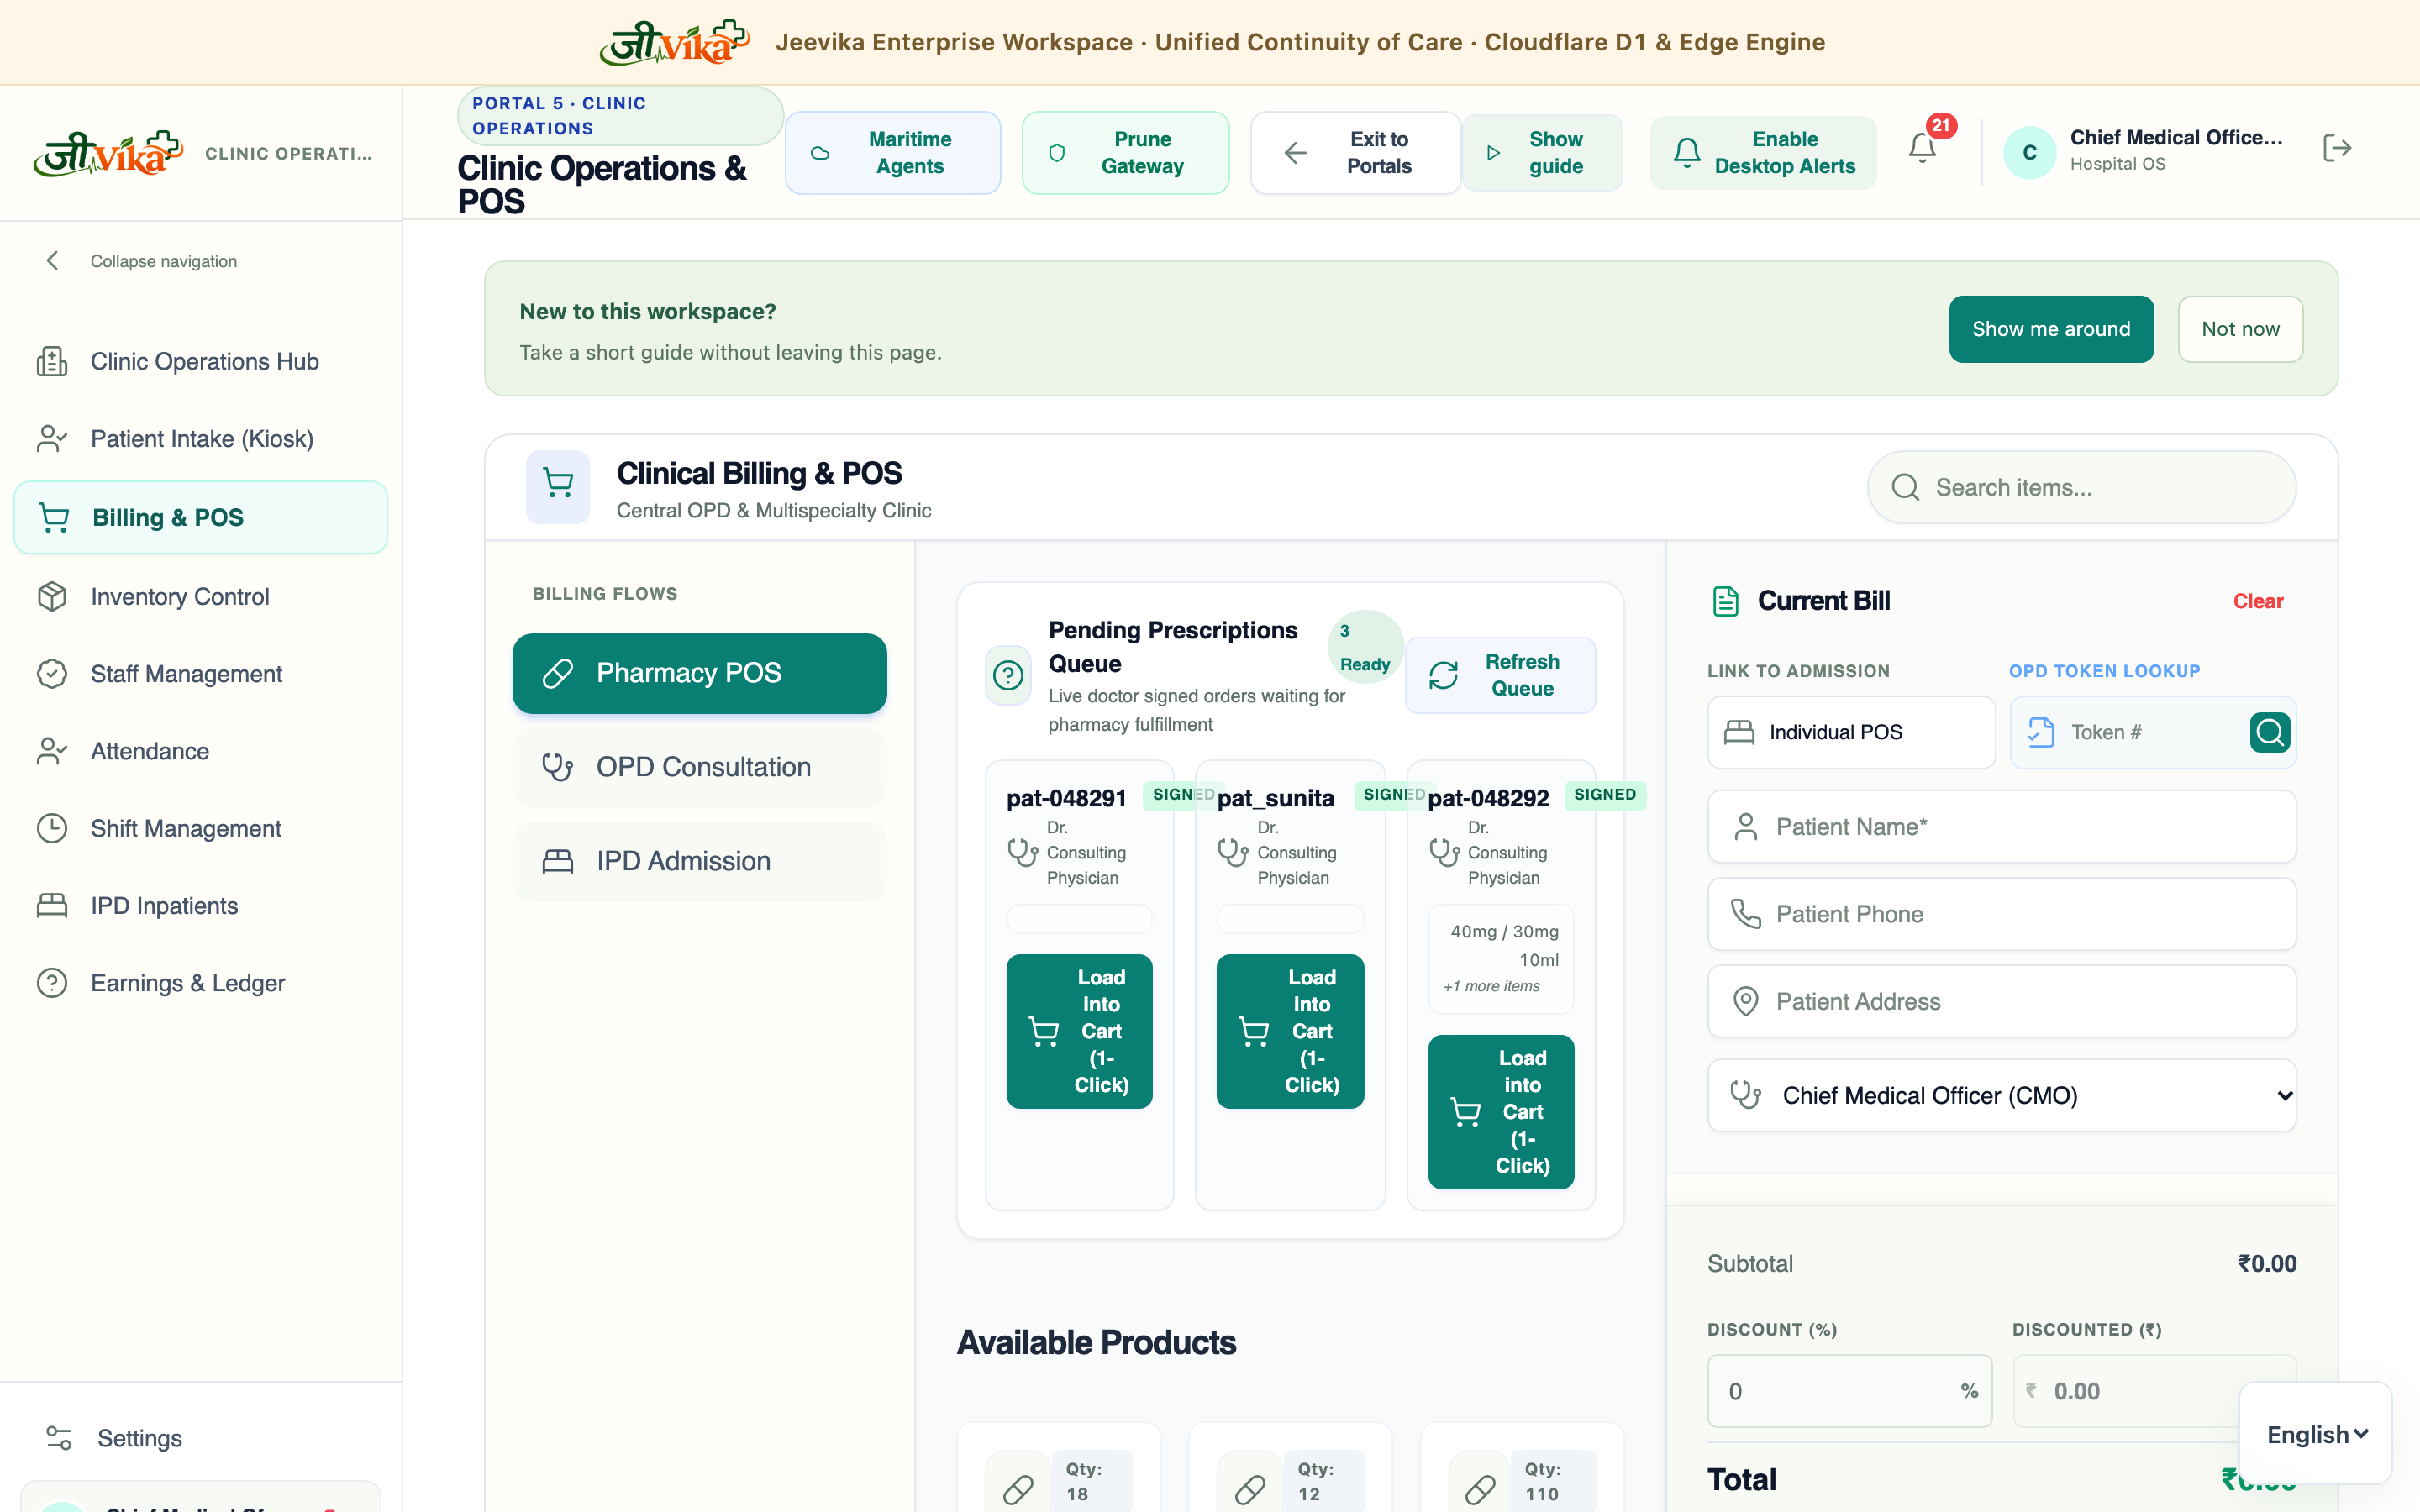 जीvika
Jeevika Enterprise Workspace · Unified Continuity of Care · Cloudflare D1 & Edge Engine
जीvika
CLINIC OPERATI...
PORTAL 5 · CLINIC
OPERATIONS
Clinic Operations &
POS
Maritime
Agents
Prune
Gateway
Exit to
Portals
Show
guide
Enable
Desktop Alerts
21
C
Chief Medical Office...
Hospital OS
Collapse navigation
Clinic Operations Hub
Patient Intake (Kiosk)
Billing & POS
Inventory Control
Staff Management
Attendance
Shift Management
IPD Inpatients
Earnings & Ledger
Settings
New to this workspace?
Take a short guide without leaving this page.
Show me around
Not now
Clinical Billing & POS
Central OPD & Multispecialty Clinic
Search items...
BILLING FLOWS
Pharmacy POS
OPD Consultation
IPD Admission
Pending Prescriptions
Queue
3
Ready
Live doctor signed orders waiting for
pharmacy fulfillment
Refresh
Queue
pat-048291
SIGNED
Dr.
Consulting
Physician
Load
into
Cart
(1-
Click)
pat_sunita
SIGNED
Dr.
Consulting
Physician
Load
into
Cart
(1-
Click)
pat-048292
SIGNED
Dr.
Consulting
Physician
40mg / 30mg
10ml
+1 more items
Load
into
Cart
(1-
Click)
Available Products
Qty:
18
Qty:
12
Qty:
110
Current Bill
Clear
LINK TO ADMISSION
OPD TOKEN LOOKUP
Individual POS
Token #
Patient Name*
Patient Phone
Patient Address
Chief Medical Officer (CMO)
Subtotal
₹0.00
DISCOUNT (%)
DISCOUNTED (₹)
0
%
₹ 0.00
Total
English